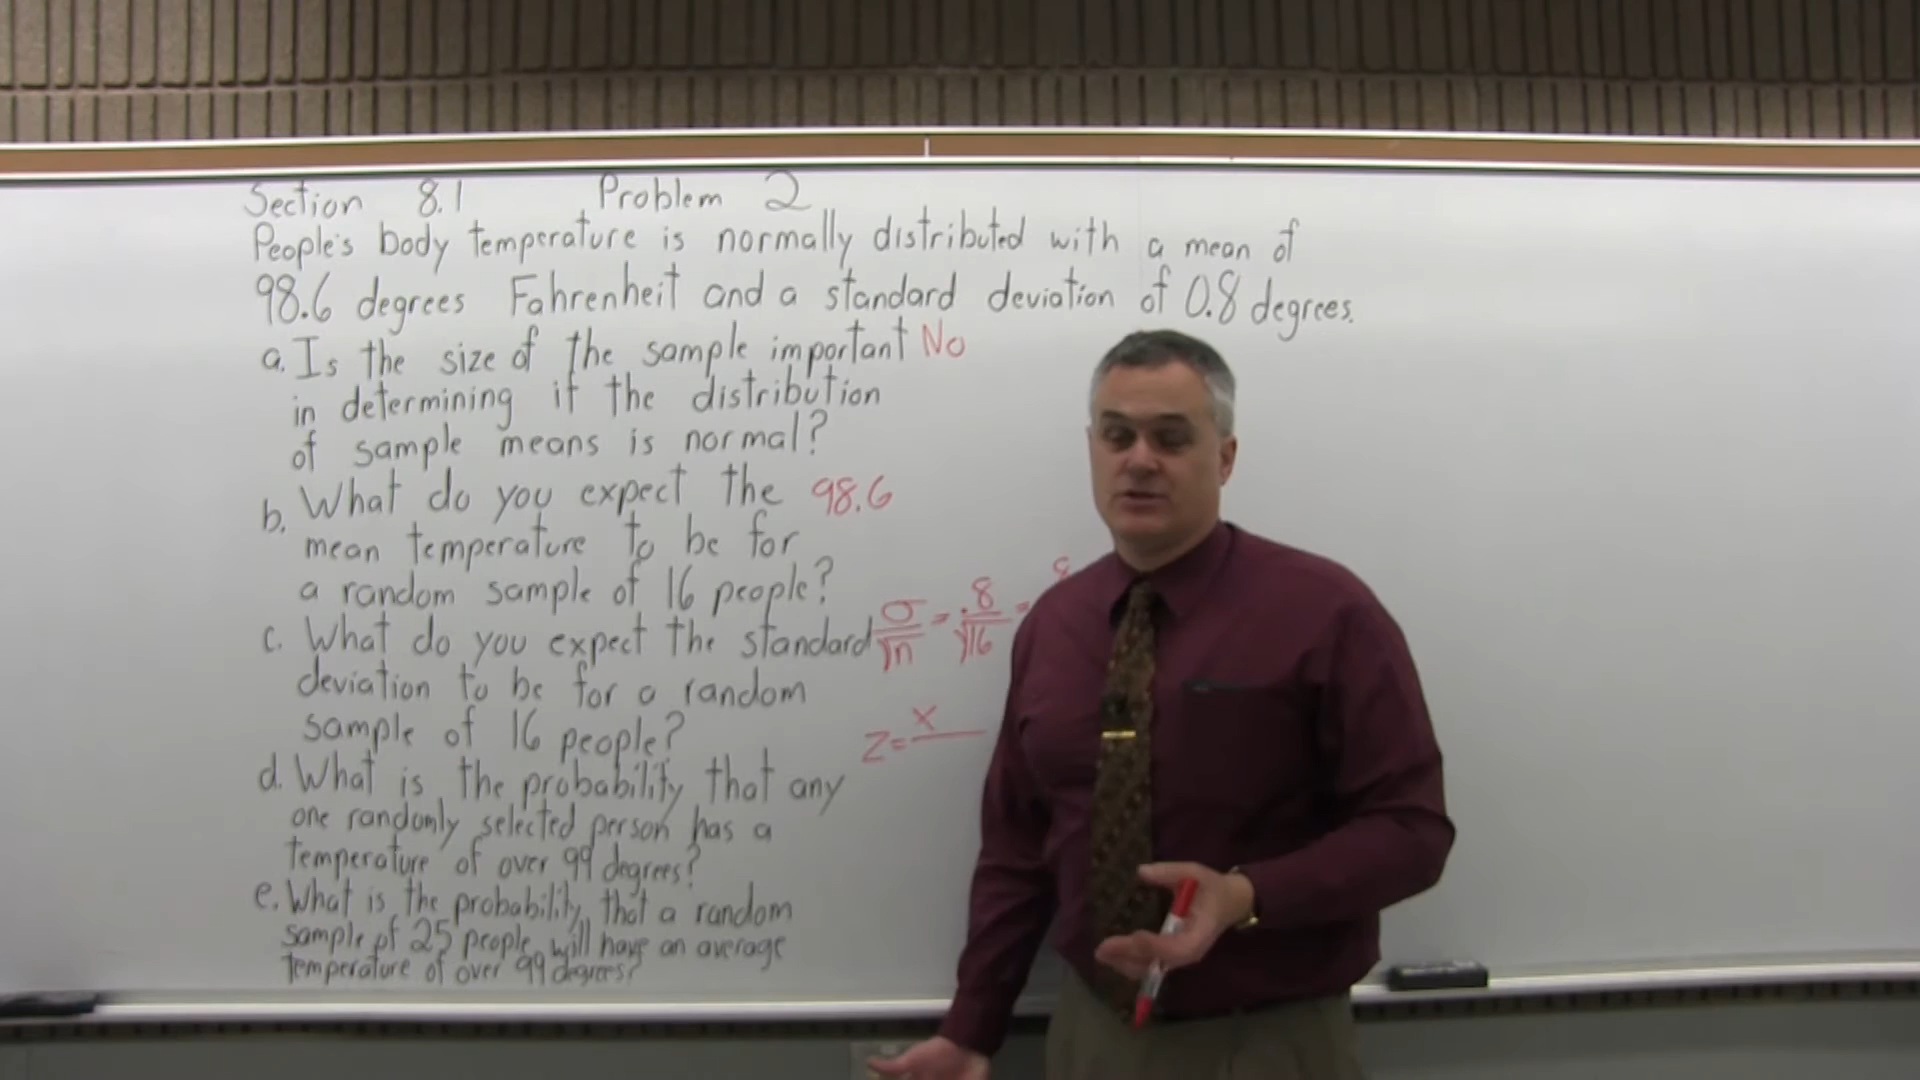 Section 8.1 Problem 2
People's body temperature is normally distributed with a mean of
98.6 degrees Fahrenheit and a standard deviation of 0.8 degrees.
a. Is the size of the sample important No
in determining if the distribution
of sample means is normal?
b. What do you expect the 98.6
mean temperature to be for
a random sample of 16 people?
c. What do you expect the standard σ/√n = .8/√16 =
deviation to be for a random
sample of 16 people?
z = x
d. What is the probability that any
one randomly selected person has a
temperature of over 99 degrees?
e. What is the probability that a random
sample of 25 people will have an average
temperature of over 99 degrees?